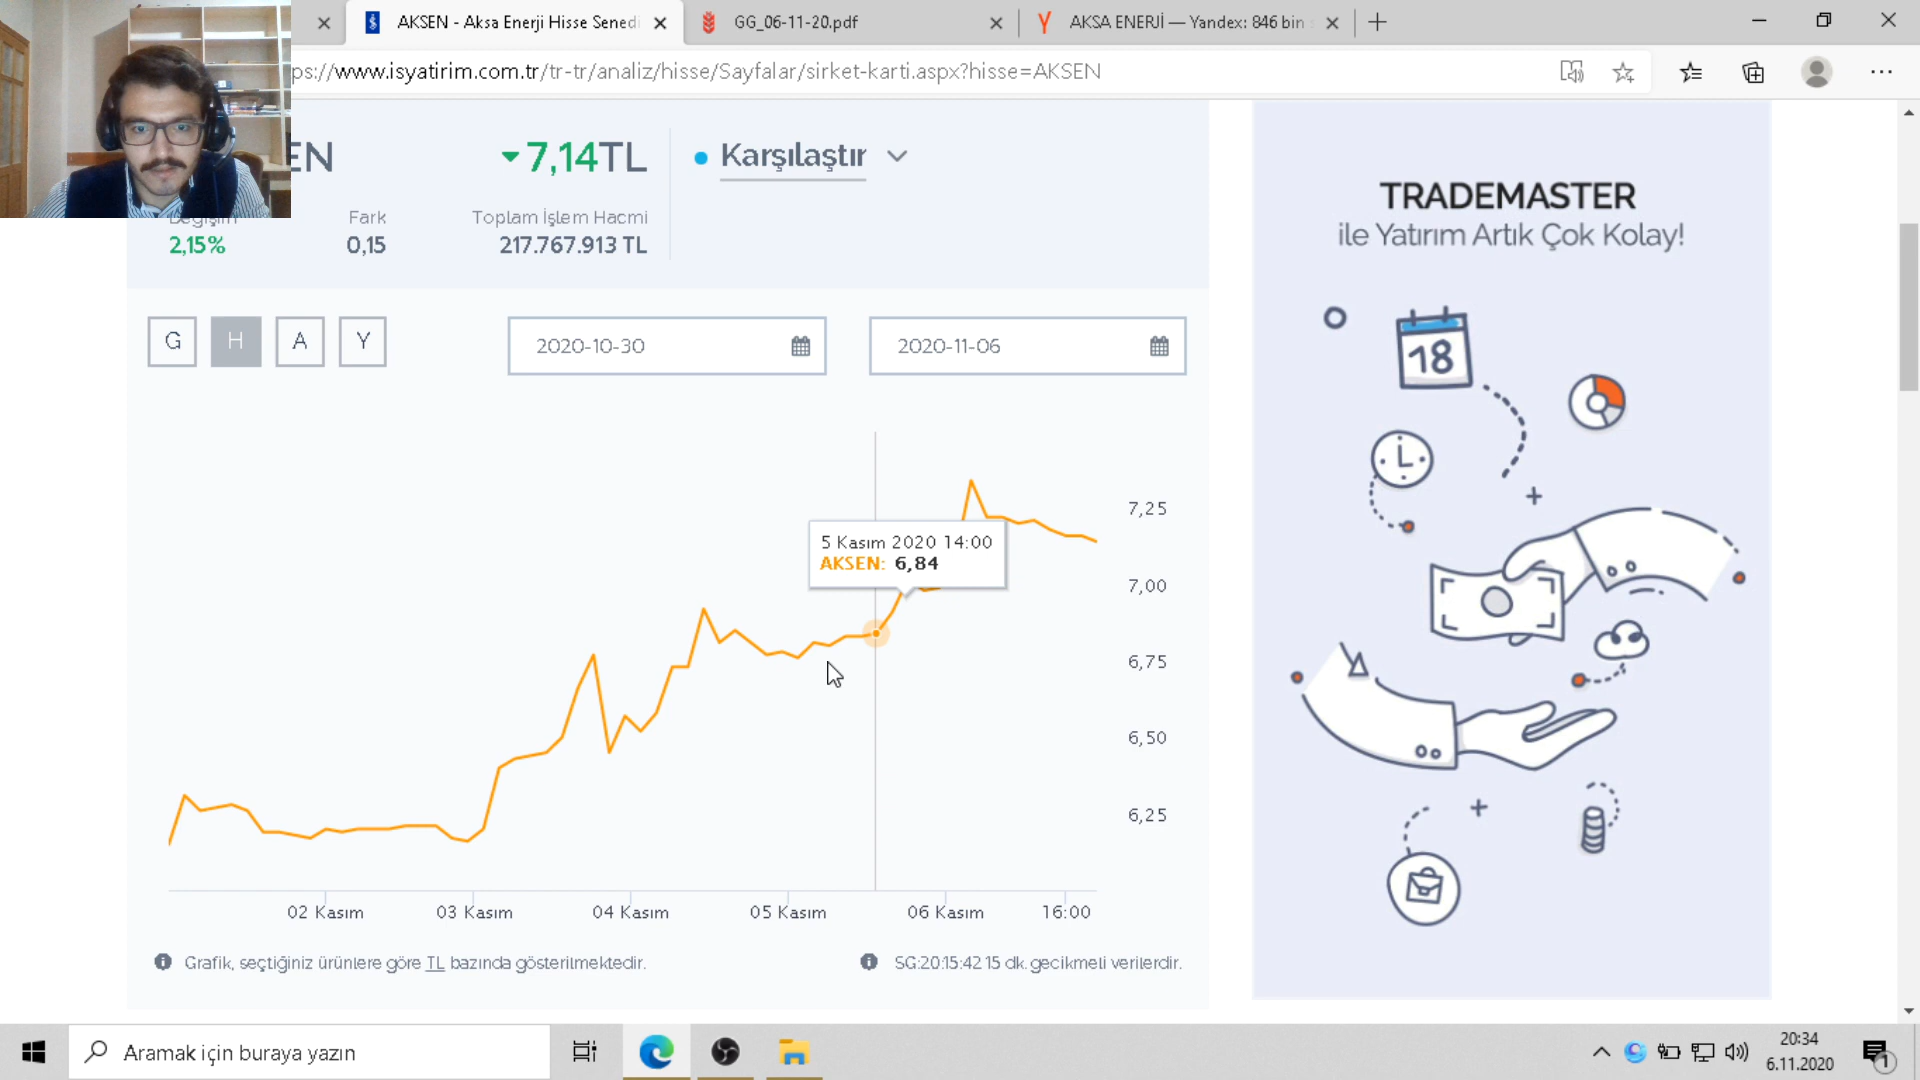 AKSEN - Aksa Enerji Hisse Senedi
GG_06-11-20.pdf
AKSA ENERJİ — Yandex: 846 bin
ps://www.isyatirim.com.tr/tr-tr/analiz/hisse/Sayfalar/sirket-karti.aspx?hisse=AKSEN
EN
7,14TL
Karşılaştır
Değişim
Fark
Toplam İşlem Hacmi
2,15%
0,15
217.767.913 TL
G
H
A
Y
2020-10-30
2020-11-06
7,25
5 Kasım 2020 14:00
AKSEN: 6,84
7,00
6,75
6,50
6,25
02 Kasım
03 Kasım
04 Kasım
05 Kasım
06 Kasım
16:00
Grafik, seçtiğiniz ürünlere göre TL bazında gösterilmektedir.
SG:20:15:42 15 dk. gecikmeli verilerdir.
TRADEMASTER
ile Yatırım Artık Çok Kolay!
18
Aramak için buraya yazın
20:34
6.11.2020
1